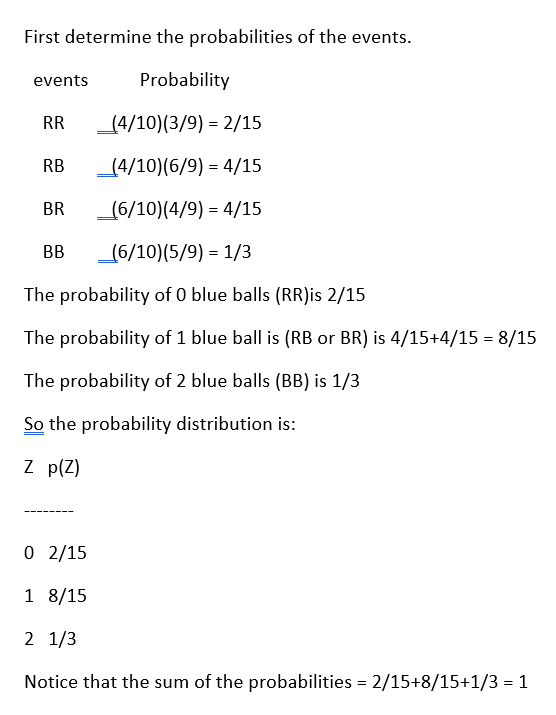 First determine the probabilities of the events.
events Probability
RR (4/10)(3/9) = 2/15
RB (4/10)(6/9) = 4/15
BR (6/10)(4/9) = 4/15
BB (6/10)(5/9) = 1/3
The probability of 0 blue balls (RR)is 2/15
The probability of 1 blue ball is (RB or BR) is 4/15+4/15 = 8/15
The probability of 2 blue balls (BB) is 1/3
So the probability distribution is:
Z p(Z)
--------
0 2/15
1 8/15
2 1/3
Notice that the sum of the probabilities = 2/15+8/15+1/3 = 1